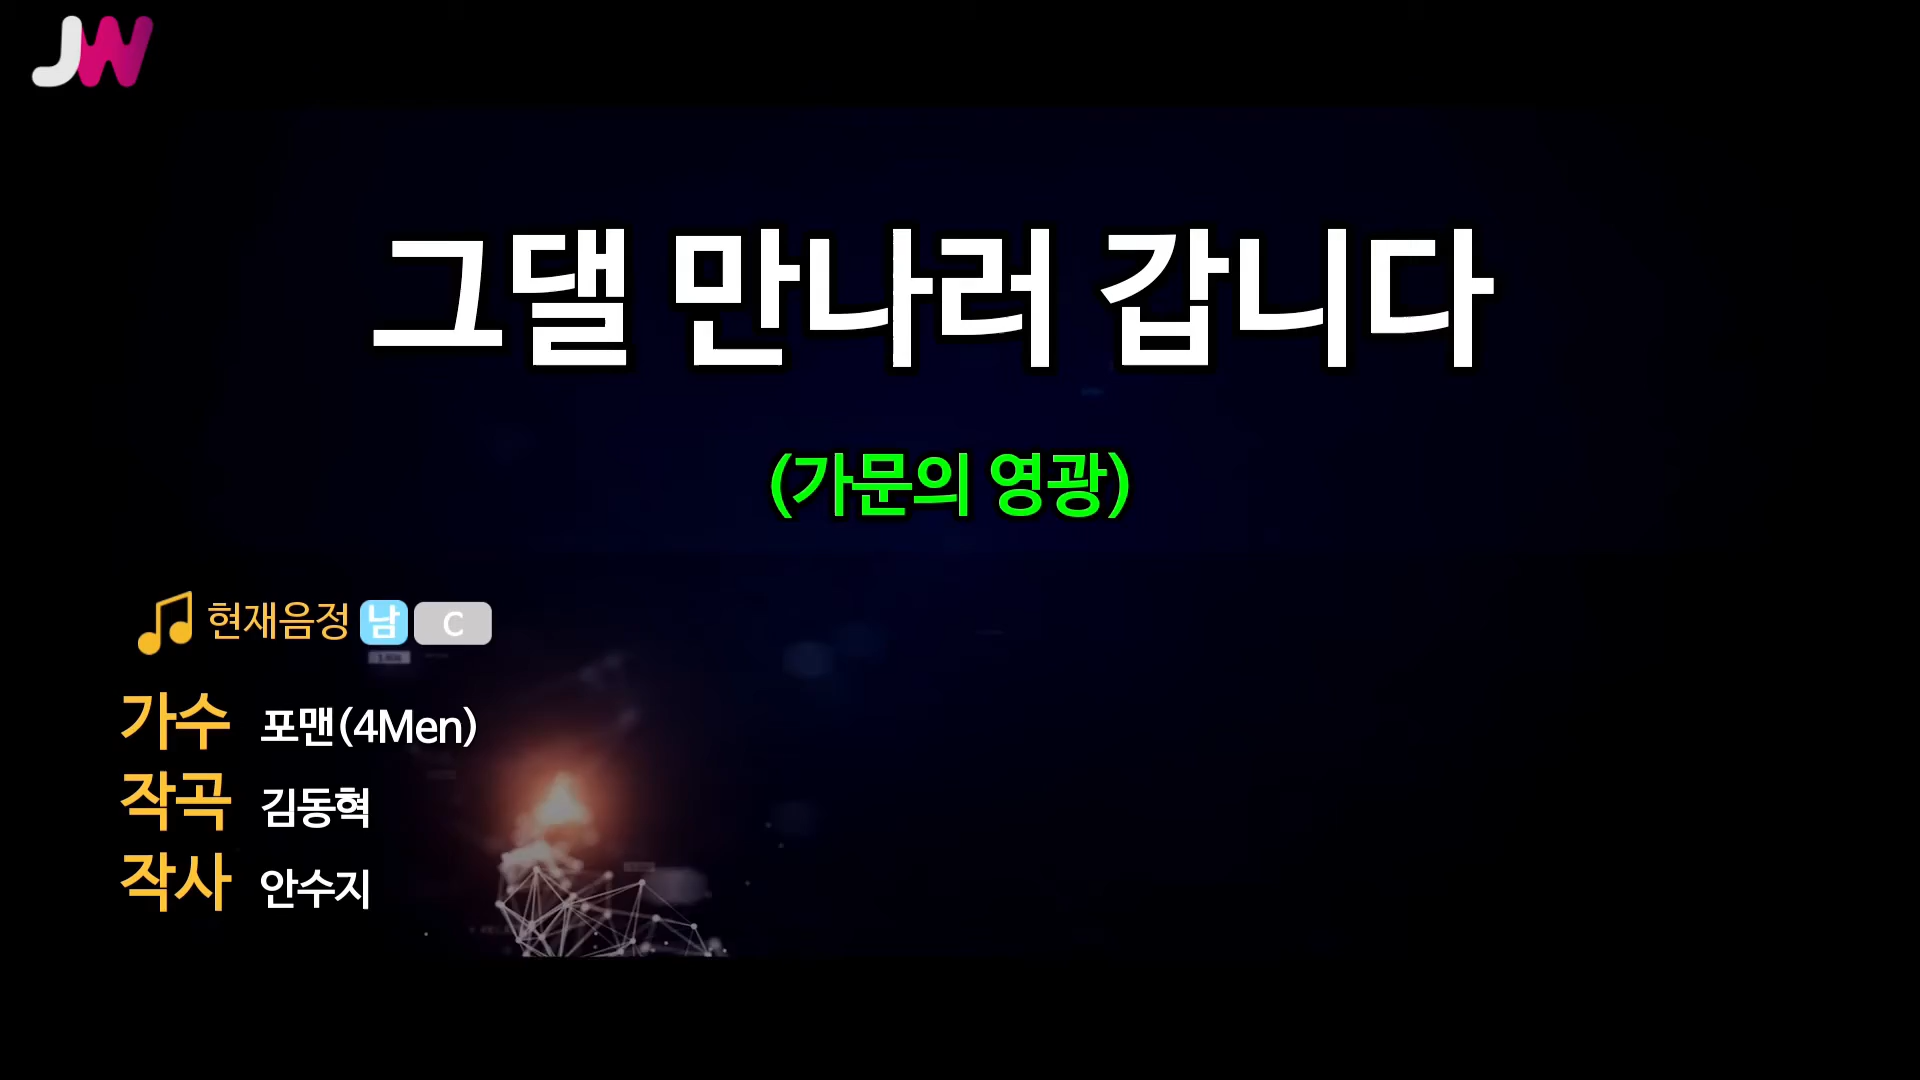 JW
그댈 만나러 갑니다
(가문의 영광)
현재음정 남 C
가수 포맨(4Men)
작곡 김동혁
작사 안수지